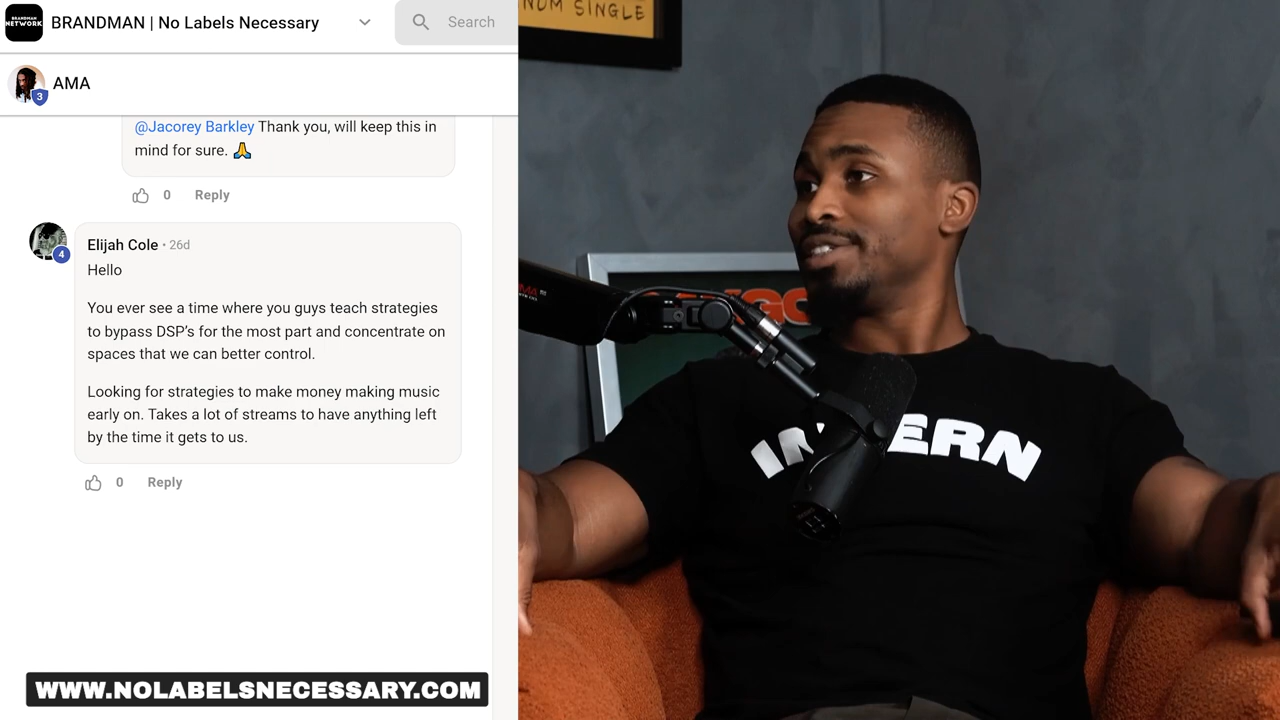 BRANDMAN NETWORK
BRANDMAN | No Labels Necessary
Search
3
AMA
@Jacorey Barkley Thank you, will keep this in
mind for sure. 🙏
0 Reply
Elijah Cole • 26d
4
Hello
You ever see a time where you guys teach strategies
to bypass DSP's for the most part and concentrate on
spaces that we can better control.
Looking for strategies to make money making music
early on. Takes a lot of streams to have anything left
by the time it gets to us.
0 Reply
WWW.NOLABELSNECESSARY.COM
SINGLE